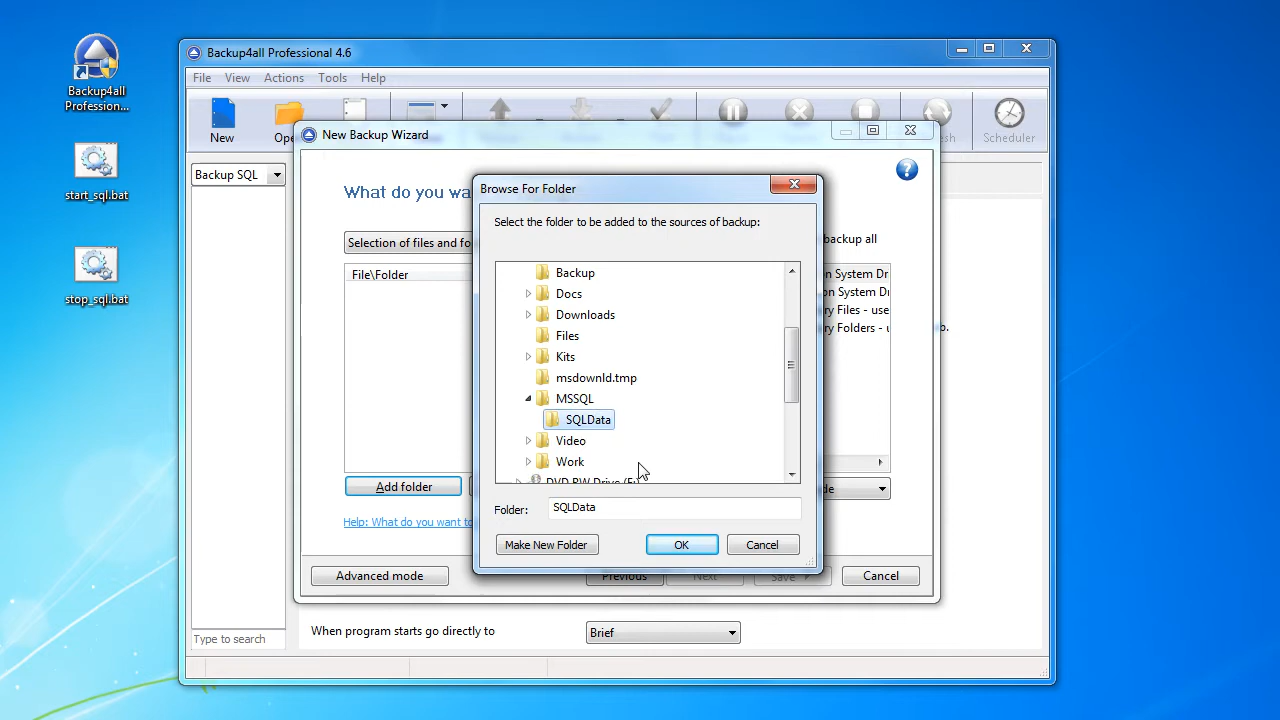 Backup4all
Profession...
start_sql.bat
stop_sql.bat
Backup4all Professional 4.6
File View Actions Tools Help
New
Scheduler
Backup SQL
Type to search
When program starts go directly to
Brief
New Backup Wizard
What do you wa
Selection of files and fo
backup all
File\Folder
on System Dr
on System Dr
ry Files - use
ry Folders - u
b.
Add folder
de
Help: What do you want to
Advanced mode
Previous
Next
Save
Cancel
Browse For Folder
Select the folder to be added to the sources of backup:
Backup
Docs
Downloads
Files
Kits
msdownld.tmp
MSSQL
SQLData
Video
Work
DVD RW Drive (F:)
Folder: SQLData
Make New Folder
OK
Cancel